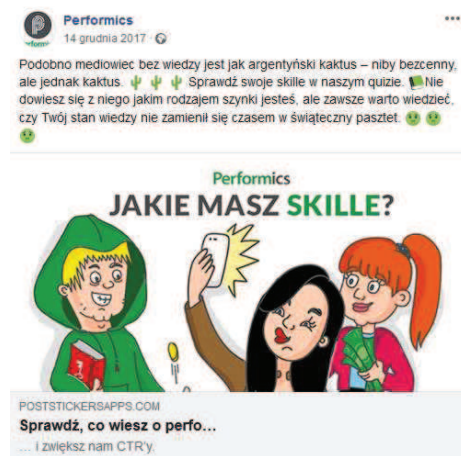 Performics
14 grudnia 2017 ·
Podobno mediowiec bez wiedzy jest jak argentyński kaktus – niby bezcenny,
ale jednak kaktus. 🌵 🌵 🌵 Sprawdź swoje skille w naszym quizie. 📗Nie
dowiesz się z niego jakim rodzajem szynki jesteś, ale zawsze warto wiedzieć,
czy Twój stan wiedzy nie zamienił się czasem w świąteczny pasztet. 🤢 🤢
🤢
Performics
JAKIE MASZ SKILLE?
POSTSTICKERSAPPS.COM
Sprawdź, co wiesz o perfo...
... i zwiększ nam CTR'y.